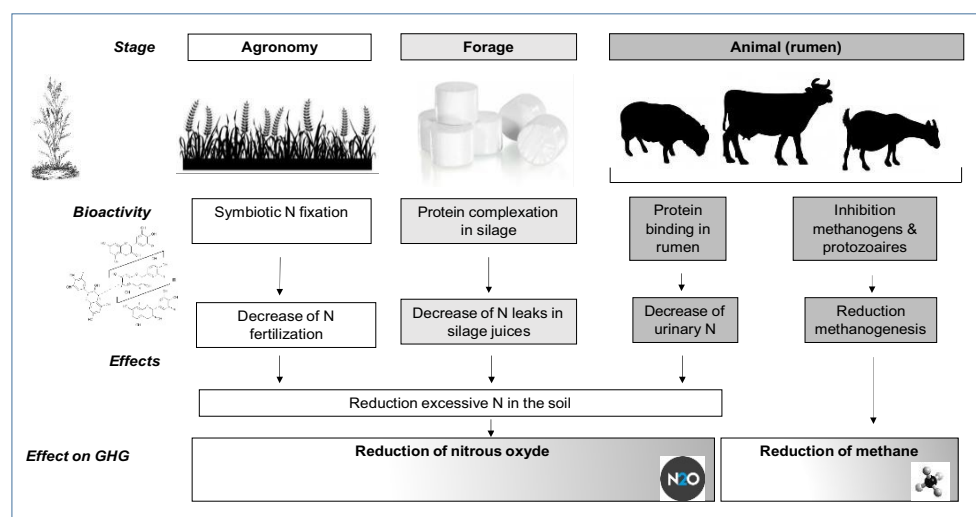 Stage
Agronomy
Forage
Animal (rumen)
Bioactivity
Symbiotic N fixation
Protein complexation
in silage
Protein
binding in
rumen
Inhibition
methanogens &
protozoaires
Decrease of N
fertilization
Decrease of N leaks in
silage juices
Decrease of
urinary N
Reduction
methanogenesis
Effects
Reduction excessive N in the soil
Effect on GHG
Reduction of nitrous oxyde
N2O
Reduction of methane